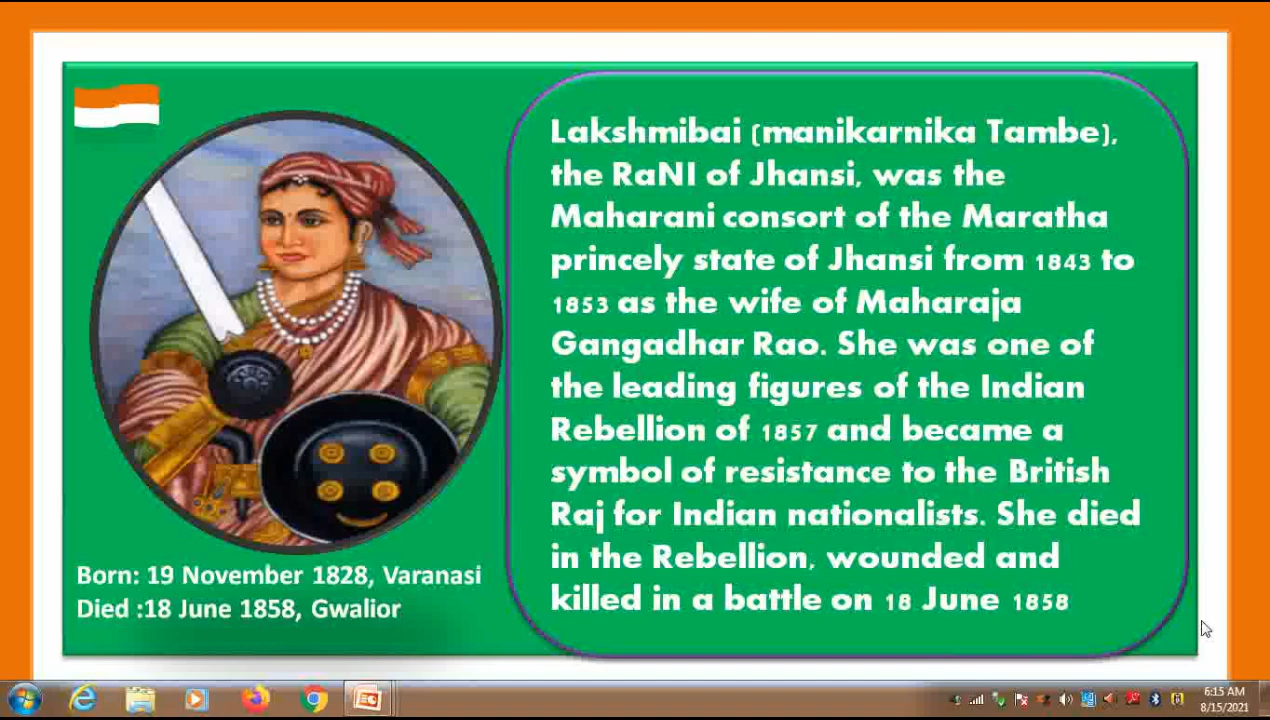 Lakshmibai (manikarnika Tambe),
the RaNI of Jhansi, was the
Maharani consort of the Maratha
princely state of Jhansi from 1843 to
1853 as the wife of Maharaja
Gangadhar Rao. She was one of
the leading figures of the Indian
Rebellion of 1857 and became a
symbol of resistance to the British
Raj for Indian nationalists. She died
in the Rebellion, wounded and
killed in a battle on 18 June 1858
Born: 19 November 1828, Varanasi
Died :18 June 1858, Gwalior
6:15 AM
8/15/2021